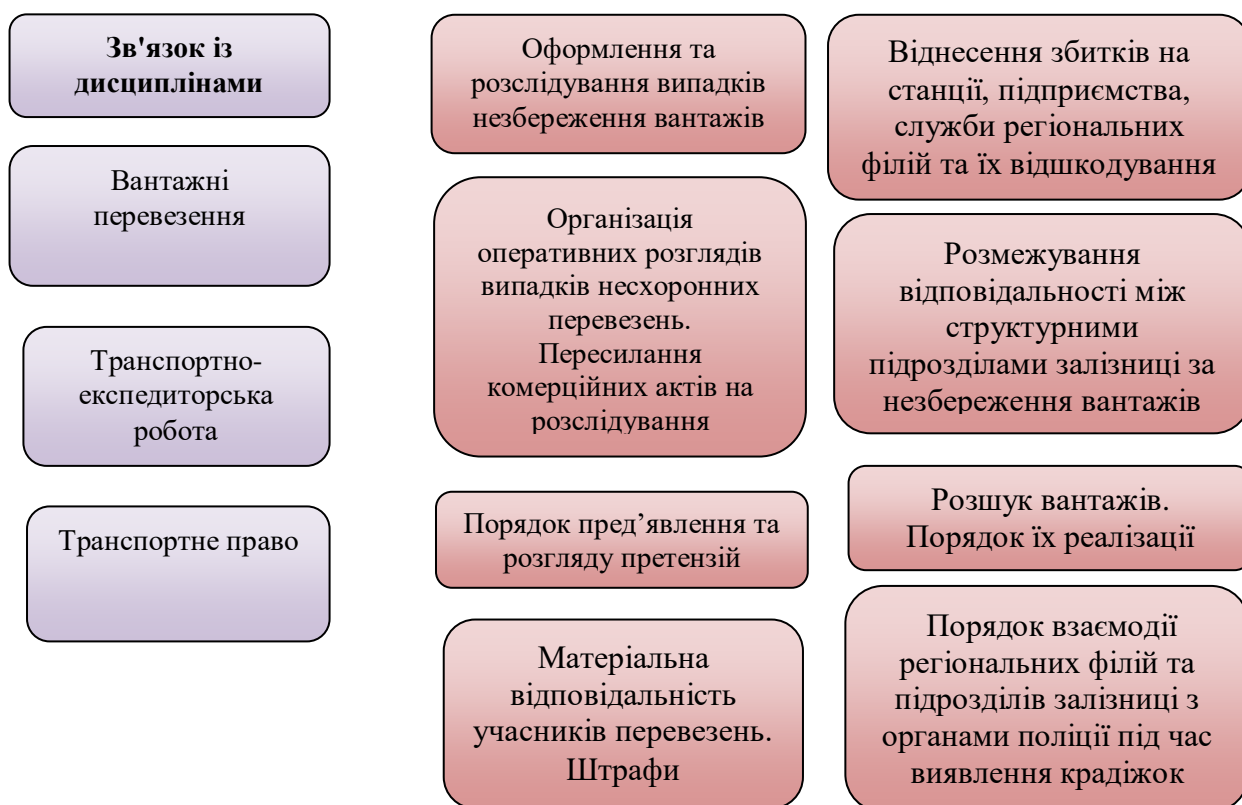 Зв'язок із
дисциплінами
Вантажні
перевезення
Транспортно-
експедиторська
робота
Транспортне право
Оформлення та
розслідування випадків
незбереження вантажів
Організація
оперативних розглядів
випадків несхоронних
перевезень.
Пересилання
комерційних актів на
розслідування
Порядок пред’явлення та
розгляду претензій
Матеріальна
відповідальність
учасників перевезень.
Штрафи
Віднесення збитків на
станції, підприємства,
служби регіональних
філій та їх відшкодування
Розмежування
відповідальності між
структурними
підрозділами залізниці за
незбереження вантажів
Розшук вантажів.
Порядок їх реалізації
Порядок взаємодії
регіональних філій та
підрозділів залізниці з
органами поліції під час
виявлення крадіжок